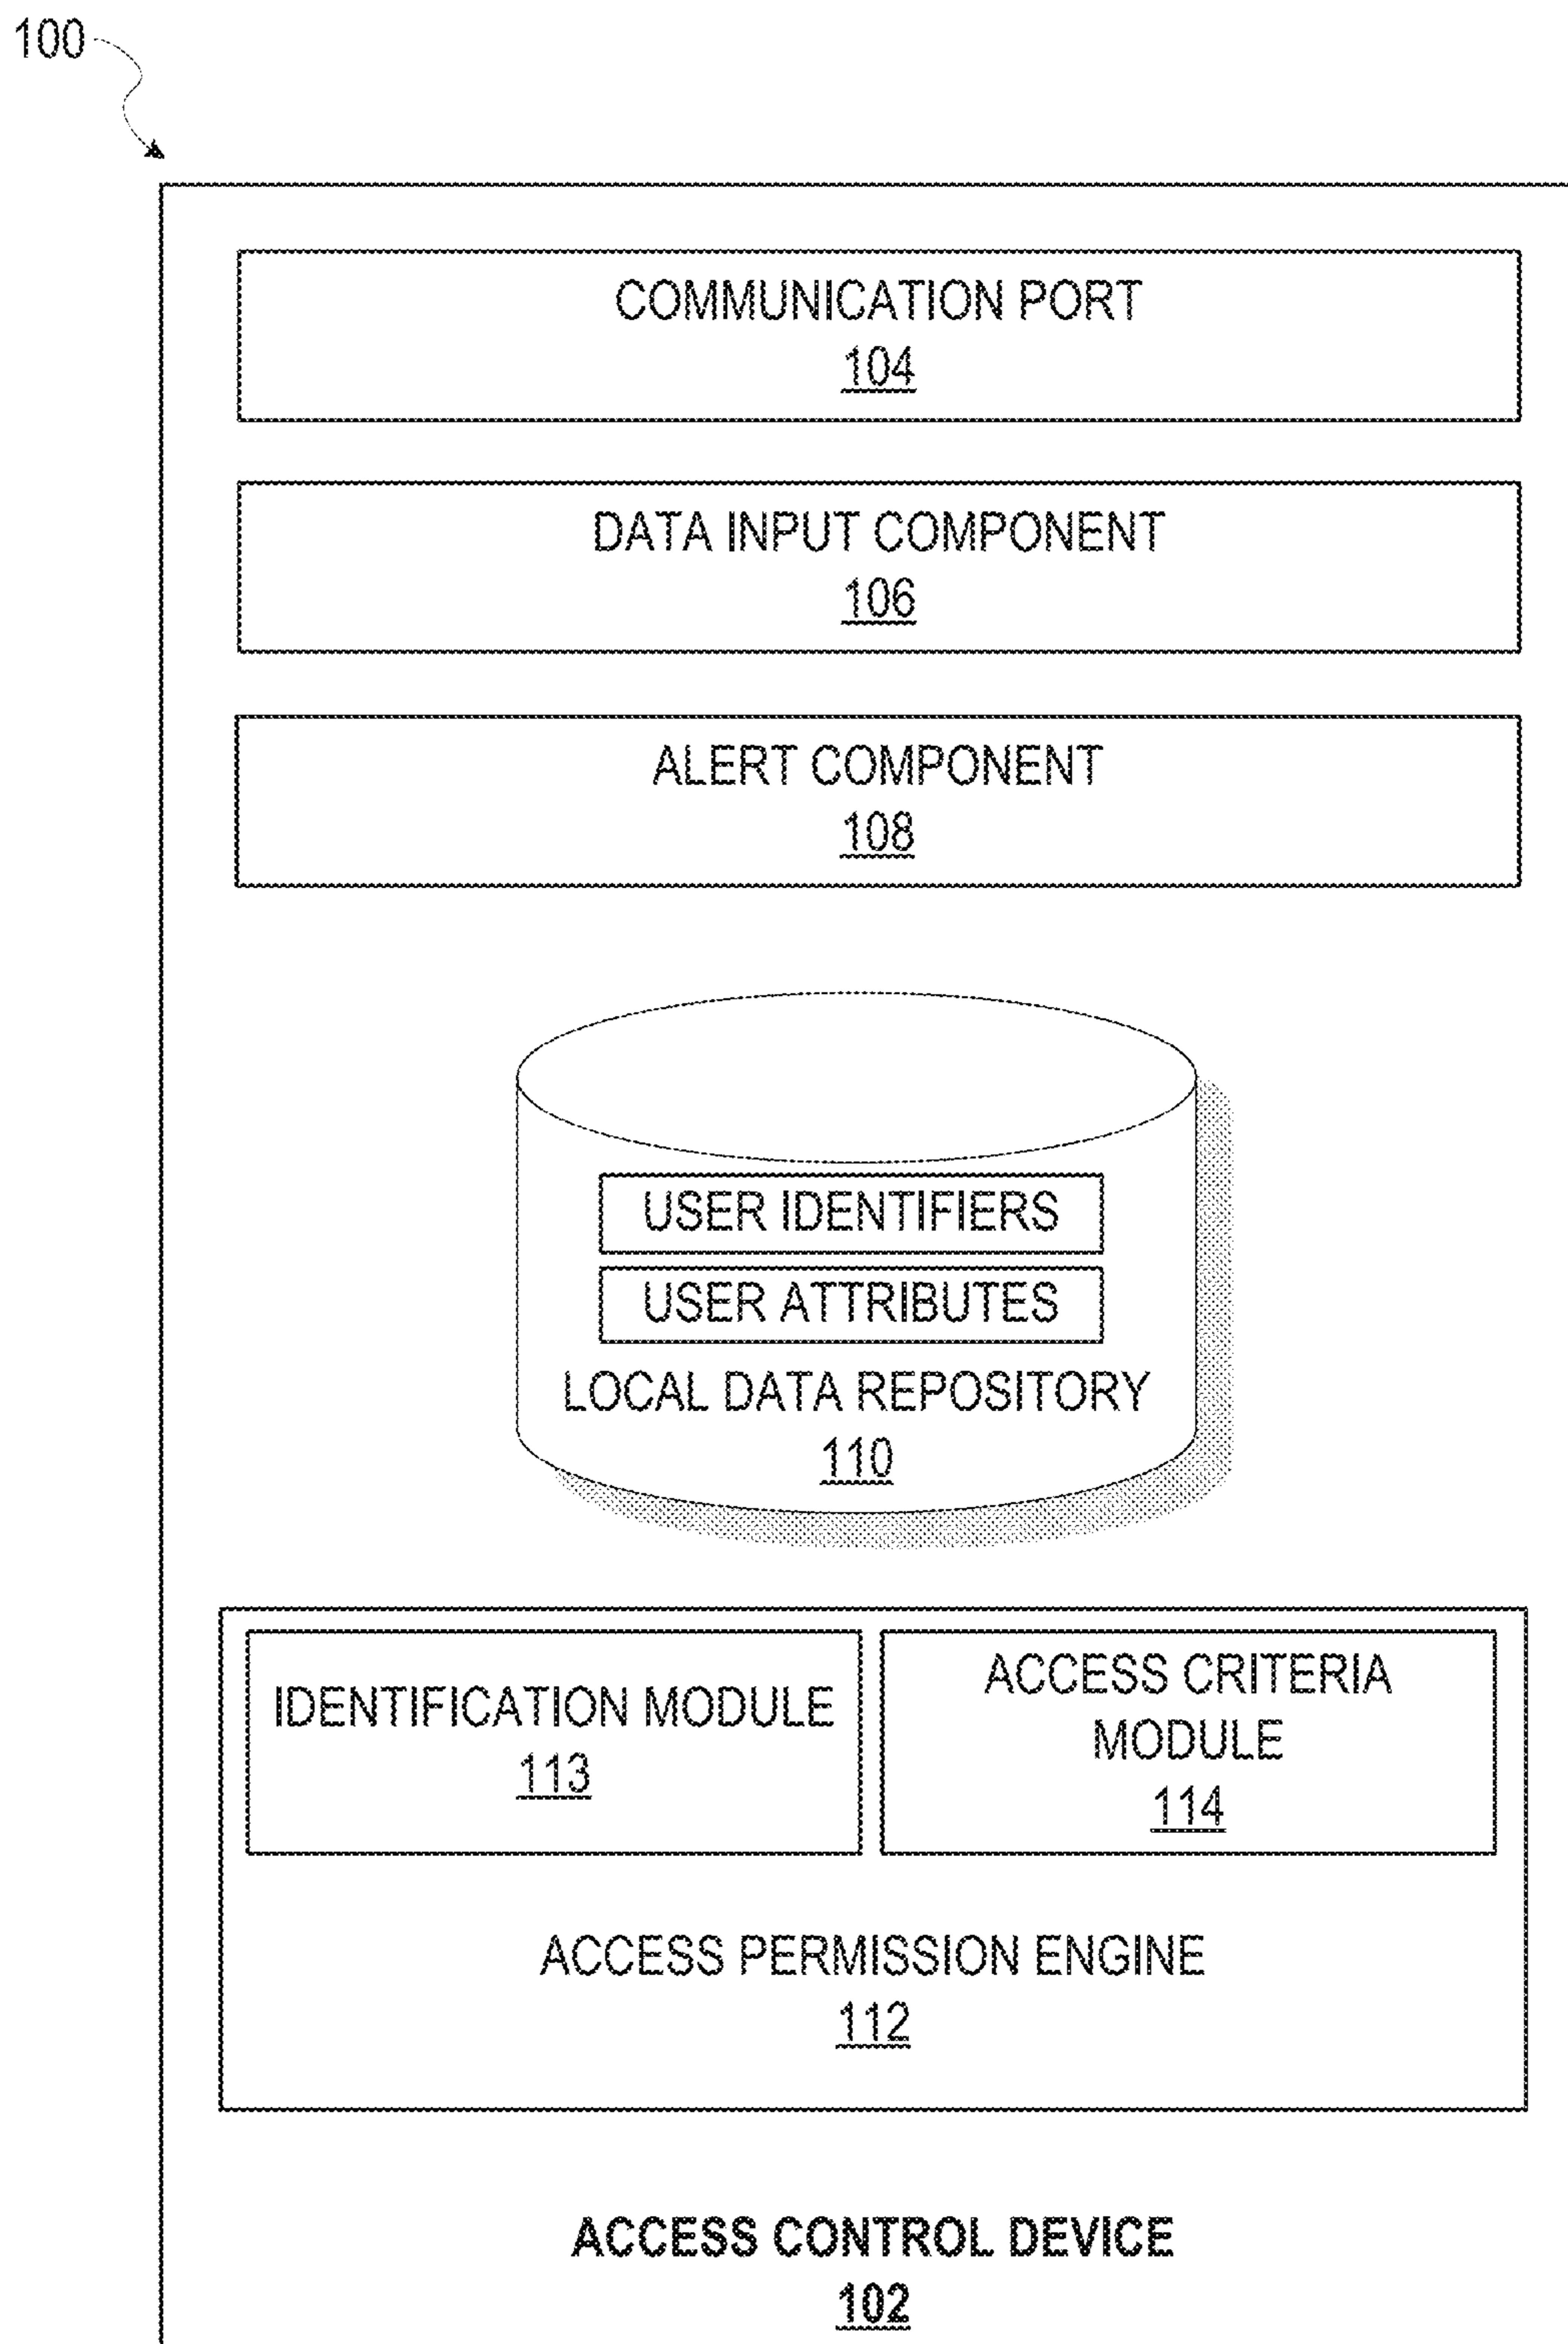 100
COMMUNICATION PORT
104
DATA INPUT COMPONENT
106
ALERT COMPONENT
108
USER IDENTIFIERS
USER ATTRIBUTES
LOCAL DATA REPOSITORY
110
IDENTIFICATION MODULE
113
ACCESS CRITERIA
MODULE
114
ACCESS PERMISSION ENGINE
112
ACCESS CONTROL DEVICE
102